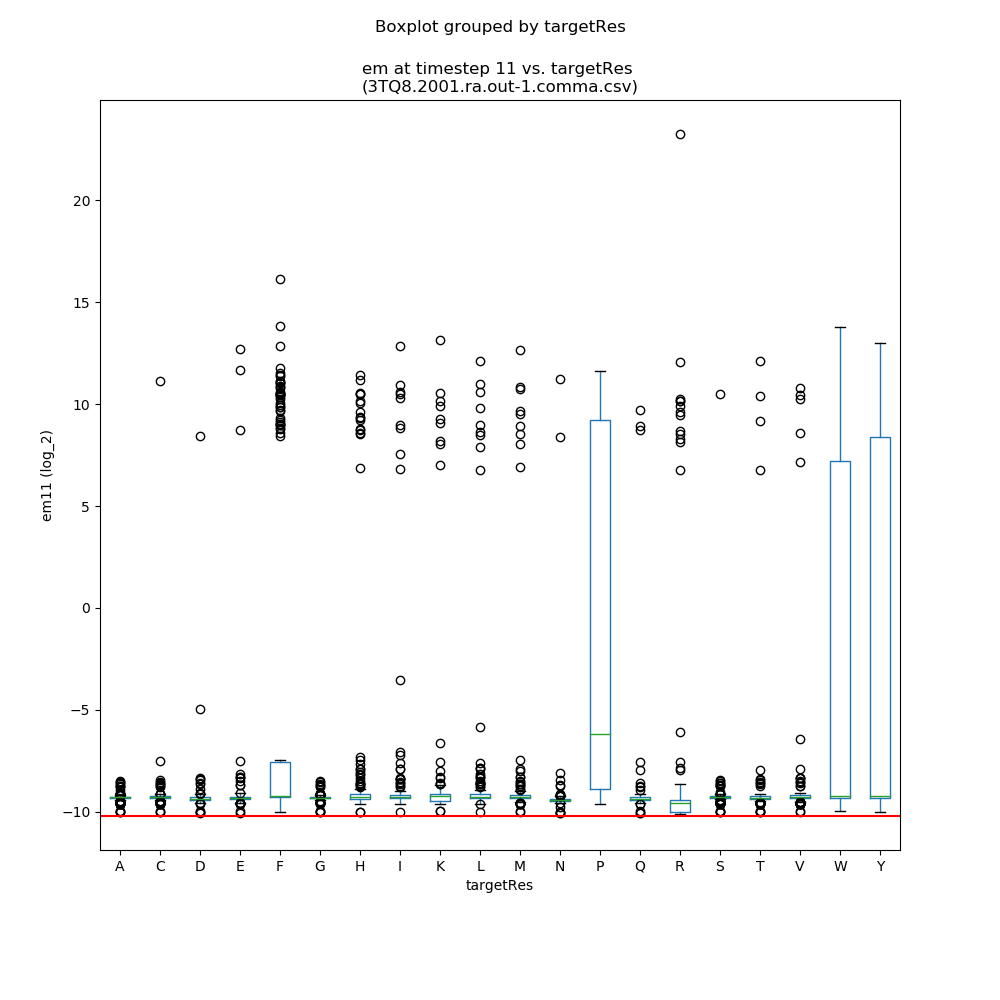 Boxplot grouped by targetRes
em at timestep 11 vs. targetRes
(3TQ8.2001.ra.out-1.comma.csv)
20
15
10
5
0
−5
−10
em11 (log_2)
A C D E F G H I K L M N P Q R S T V W Y
targetRes